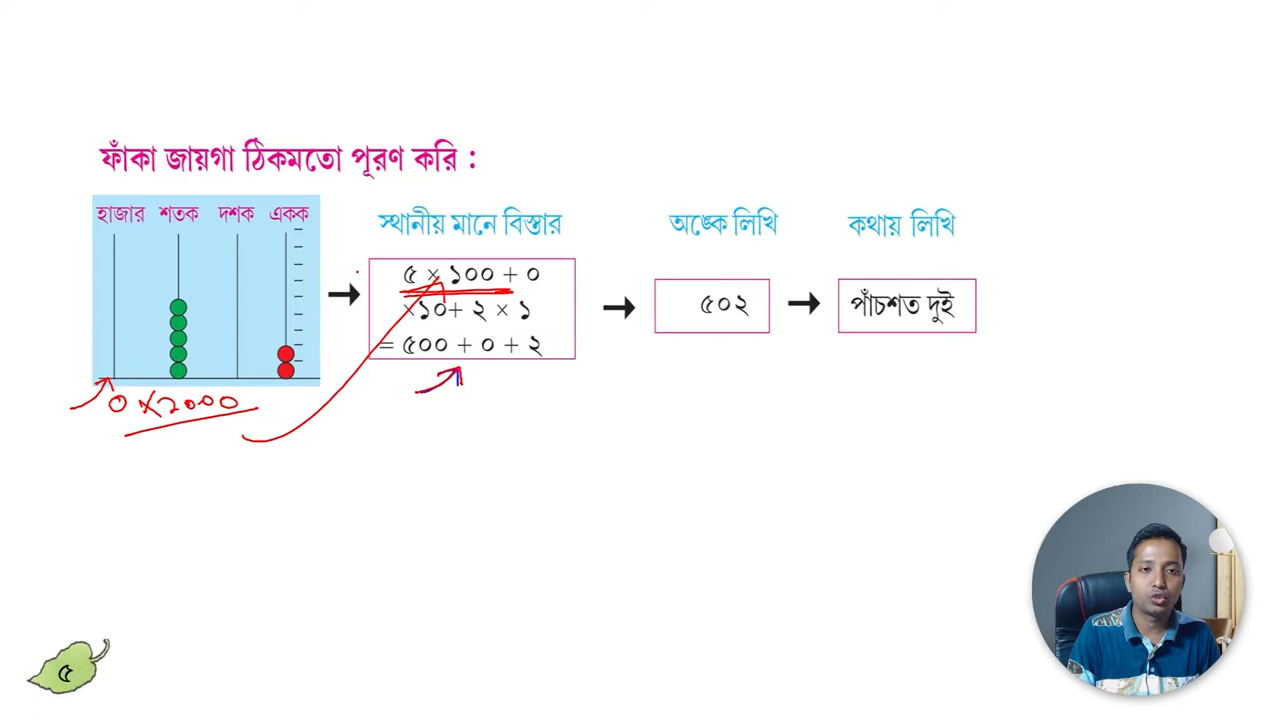 ফাঁকা জায়গা ঠিকমতো পূরণ করি :
হাজার শতক দশক একক
স্থানীয় মানে বিস্তার
অঙ্কে লিখি
কথায় লিখি
৫ × ১০০ + ০
×১০+ ২ × ১
= ৫০০ + ০ + ২
৫০২
পাঁচশত দুই
০ × ১০০০
৫